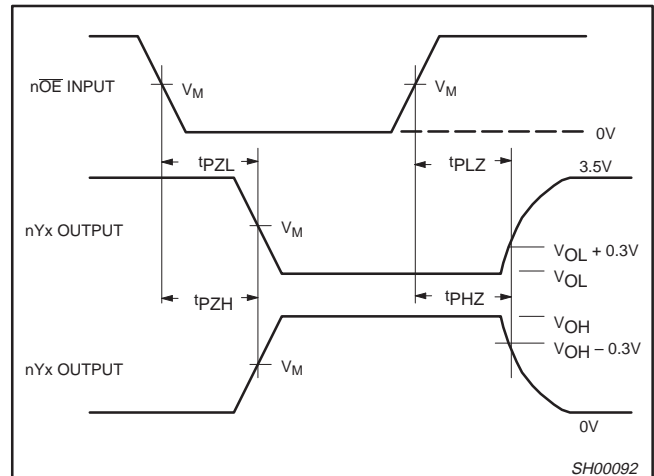 nOE INPUT
VM
VM
0V
tPZL
tPLZ
3.5V
nYx OUTPUT
VM
VOL + 0.3V
VOL
tPZH
tPHZ
VOH
VOH – 0.3V
nYx OUTPUT
VM
0V
SH00092